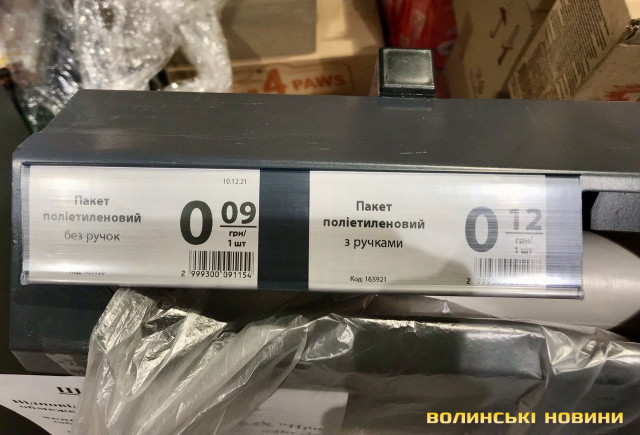 4 PAWS
10.12.21
Пакет
поліетиленовий
без ручок
0 09
грн/
1 шт
2 999300 091154
Пакет
поліетиленовий
з ручками
0 12
грн/
1 шт
Код: 165921
ВОЛИНСЬКІ НОВИНИ